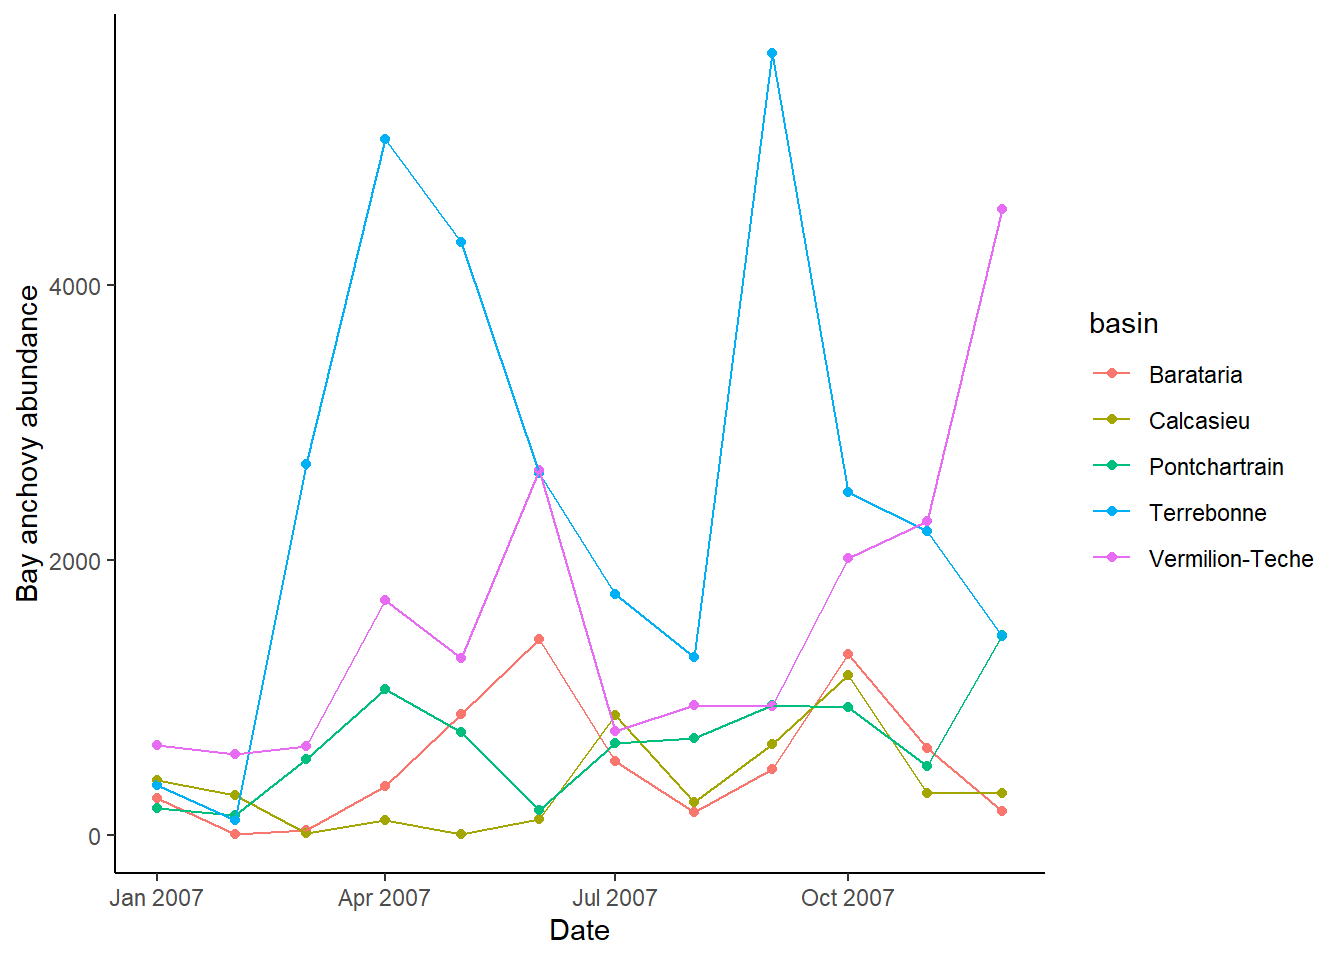 Bay anchovy abundance
4000
2000
0
Jan 2007
Apr 2007
Jul 2007
Oct 2007
Date
basin
Barataria
Calcasieu
Pontchartrain
Terrebonne
Vermilion-Teche